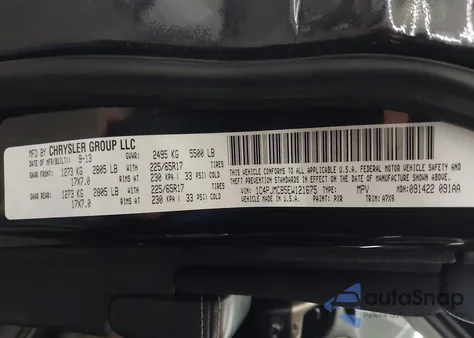 MFD BY CHRYSLER GROUP LLC
DATE OF MFR(BUILT): 9-13 GVWR: 2495 KG 5500 LB
GAWR FRONT: 1273 KG 2805 LB WITH 225/65R17 TIRES
17X7.0 RIMS AT 230 KPA ( 33 PSI) COLD
GAWR REAR: 1273 KG 2805 LB WITH 225/65R17 TIRES
17X7.0 RIMS AT 230 KPA ( 33 PSI) COLD
THIS VEHICLE CONFORMS TO ALL APPLICABLE U.S.A. FEDERAL MOTOR VEHICLE
SAFETY, BUMPER, AND THEFT
PREVENTION STANDARDS IN EFFECT ON THE DATE OF MANUFACTURE SHOWN ABOVE.
VIN: 1C4PJMCB5EW121675 TYPE: MPV MDH: 091422 091AA
VEHICLE MADE IN U.S.A. PAINT: PXR TRIM: A7X9
autoSnap